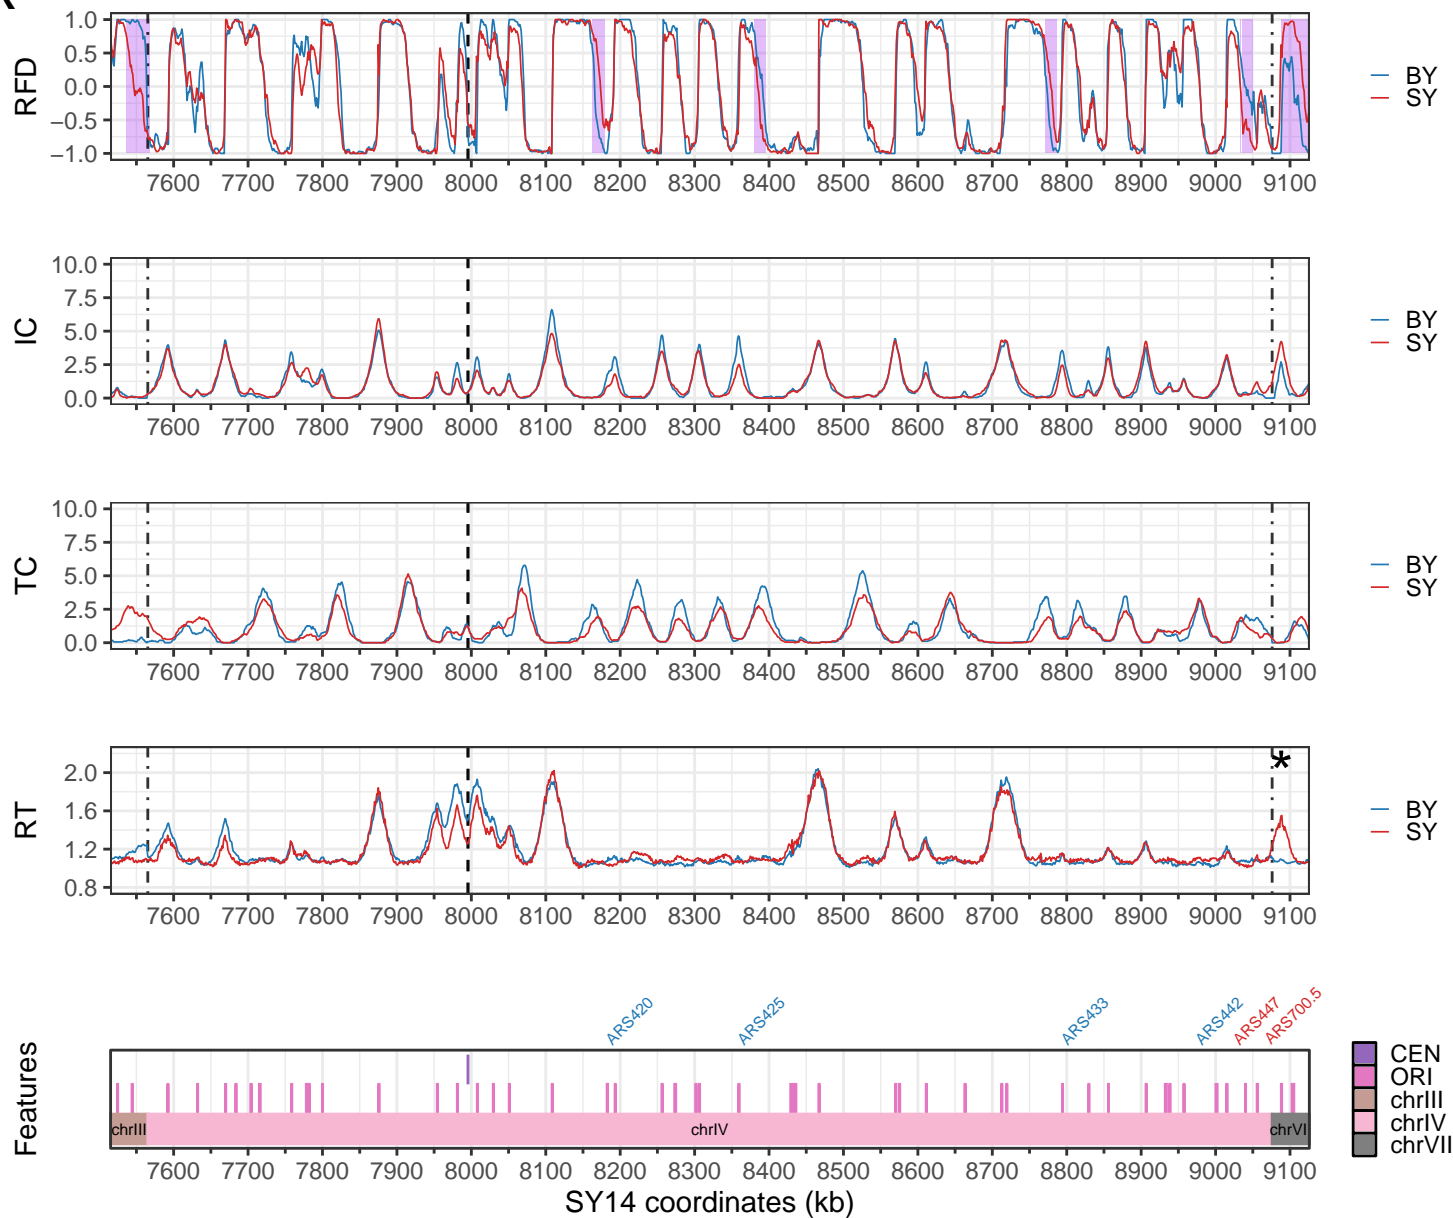 1.0
0.5
0.0
−0.5
−1.0
RFD
BY
SY
7600 7700 7800 7900 8000 8100 8200 8300 8400 8500 8600 8700 8800 8900 9000 9100
10.0
7.5
5.0
2.5
0.0
IC
BY
SY
7600 7700 7800 7900 8000 8100 8200 8300 8400 8500 8600 8700 8800 8900 9000 9100
10.0
7.5
5.0
2.5
0.0
TC
BY
SY
7600 7700 7800 7900 8000 8100 8200 8300 8400 8500 8600 8700 8800 8900 9000 9100
2.0
1.6
1.2
0.8
RT
*
BY
SY
7600 7700 7800 7900 8000 8100 8200 8300 8400 8500 8600 8700 8800 8900 9000 9100
ARS420 ARS425 ARS433 ARS442 ARS447 ARS700.5
Features
chrIII chrIV chrVI
CEN
ORI
chrIII
chrIV
chrVII
7600 7700 7800 7900 8000 8100 8200 8300 8400 8500 8600 8700 8800 8900 9000 9100
SY14 coordinates (kb)